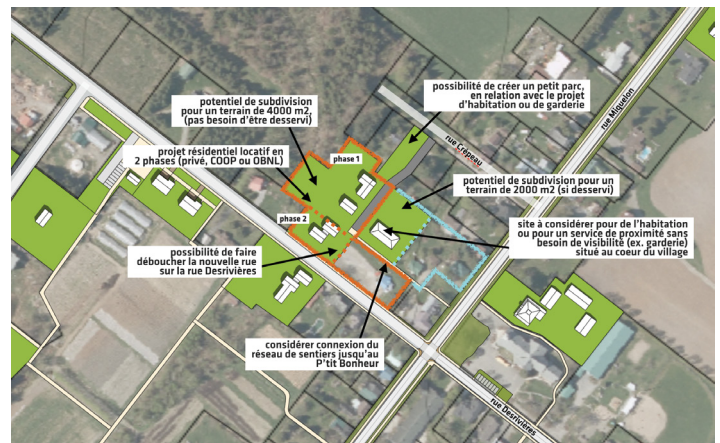 possibilité de créer un petit parc,
en relation avec le projet
d'habitation ou de garderie
potentiel de subdivision
pour un terrain de 4000 m2,
(pas besoin d'être desservi)
rue Miquelon
rue Crépeau
projet résidentiel locatif en
2 phases (privé, COOP ou OBNL)
phase 1
potentiel de subdivision pour un
terrain de 2000 m2 (si desservi)
phase 2
site à considérer pour de l'habitation
ou pour un service de proximité sans
besoin de visibilité (ex. garderie)
situé au coeur du village
possibilité de faire
déboucher la nouvelle rue
sur la rue Desrivières
considérer connexion du
réseau de sentiers jusqu'au
P'tit Bonheur
rue Desrivières